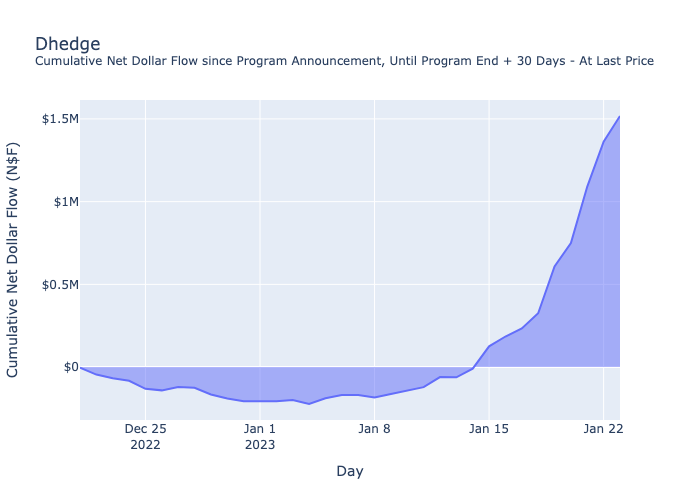 Dhedge
Cumulative Net Dollar Flow since Program Announcement, Until Program End + 30 Days - At Last Price
Cumulative Net Dollar Flow (N$F)
$1.5M
$1M
$0.5M
$0
Dec 25
2022
Jan 1
2023
Jan 8
Jan 15
Jan 22
Day